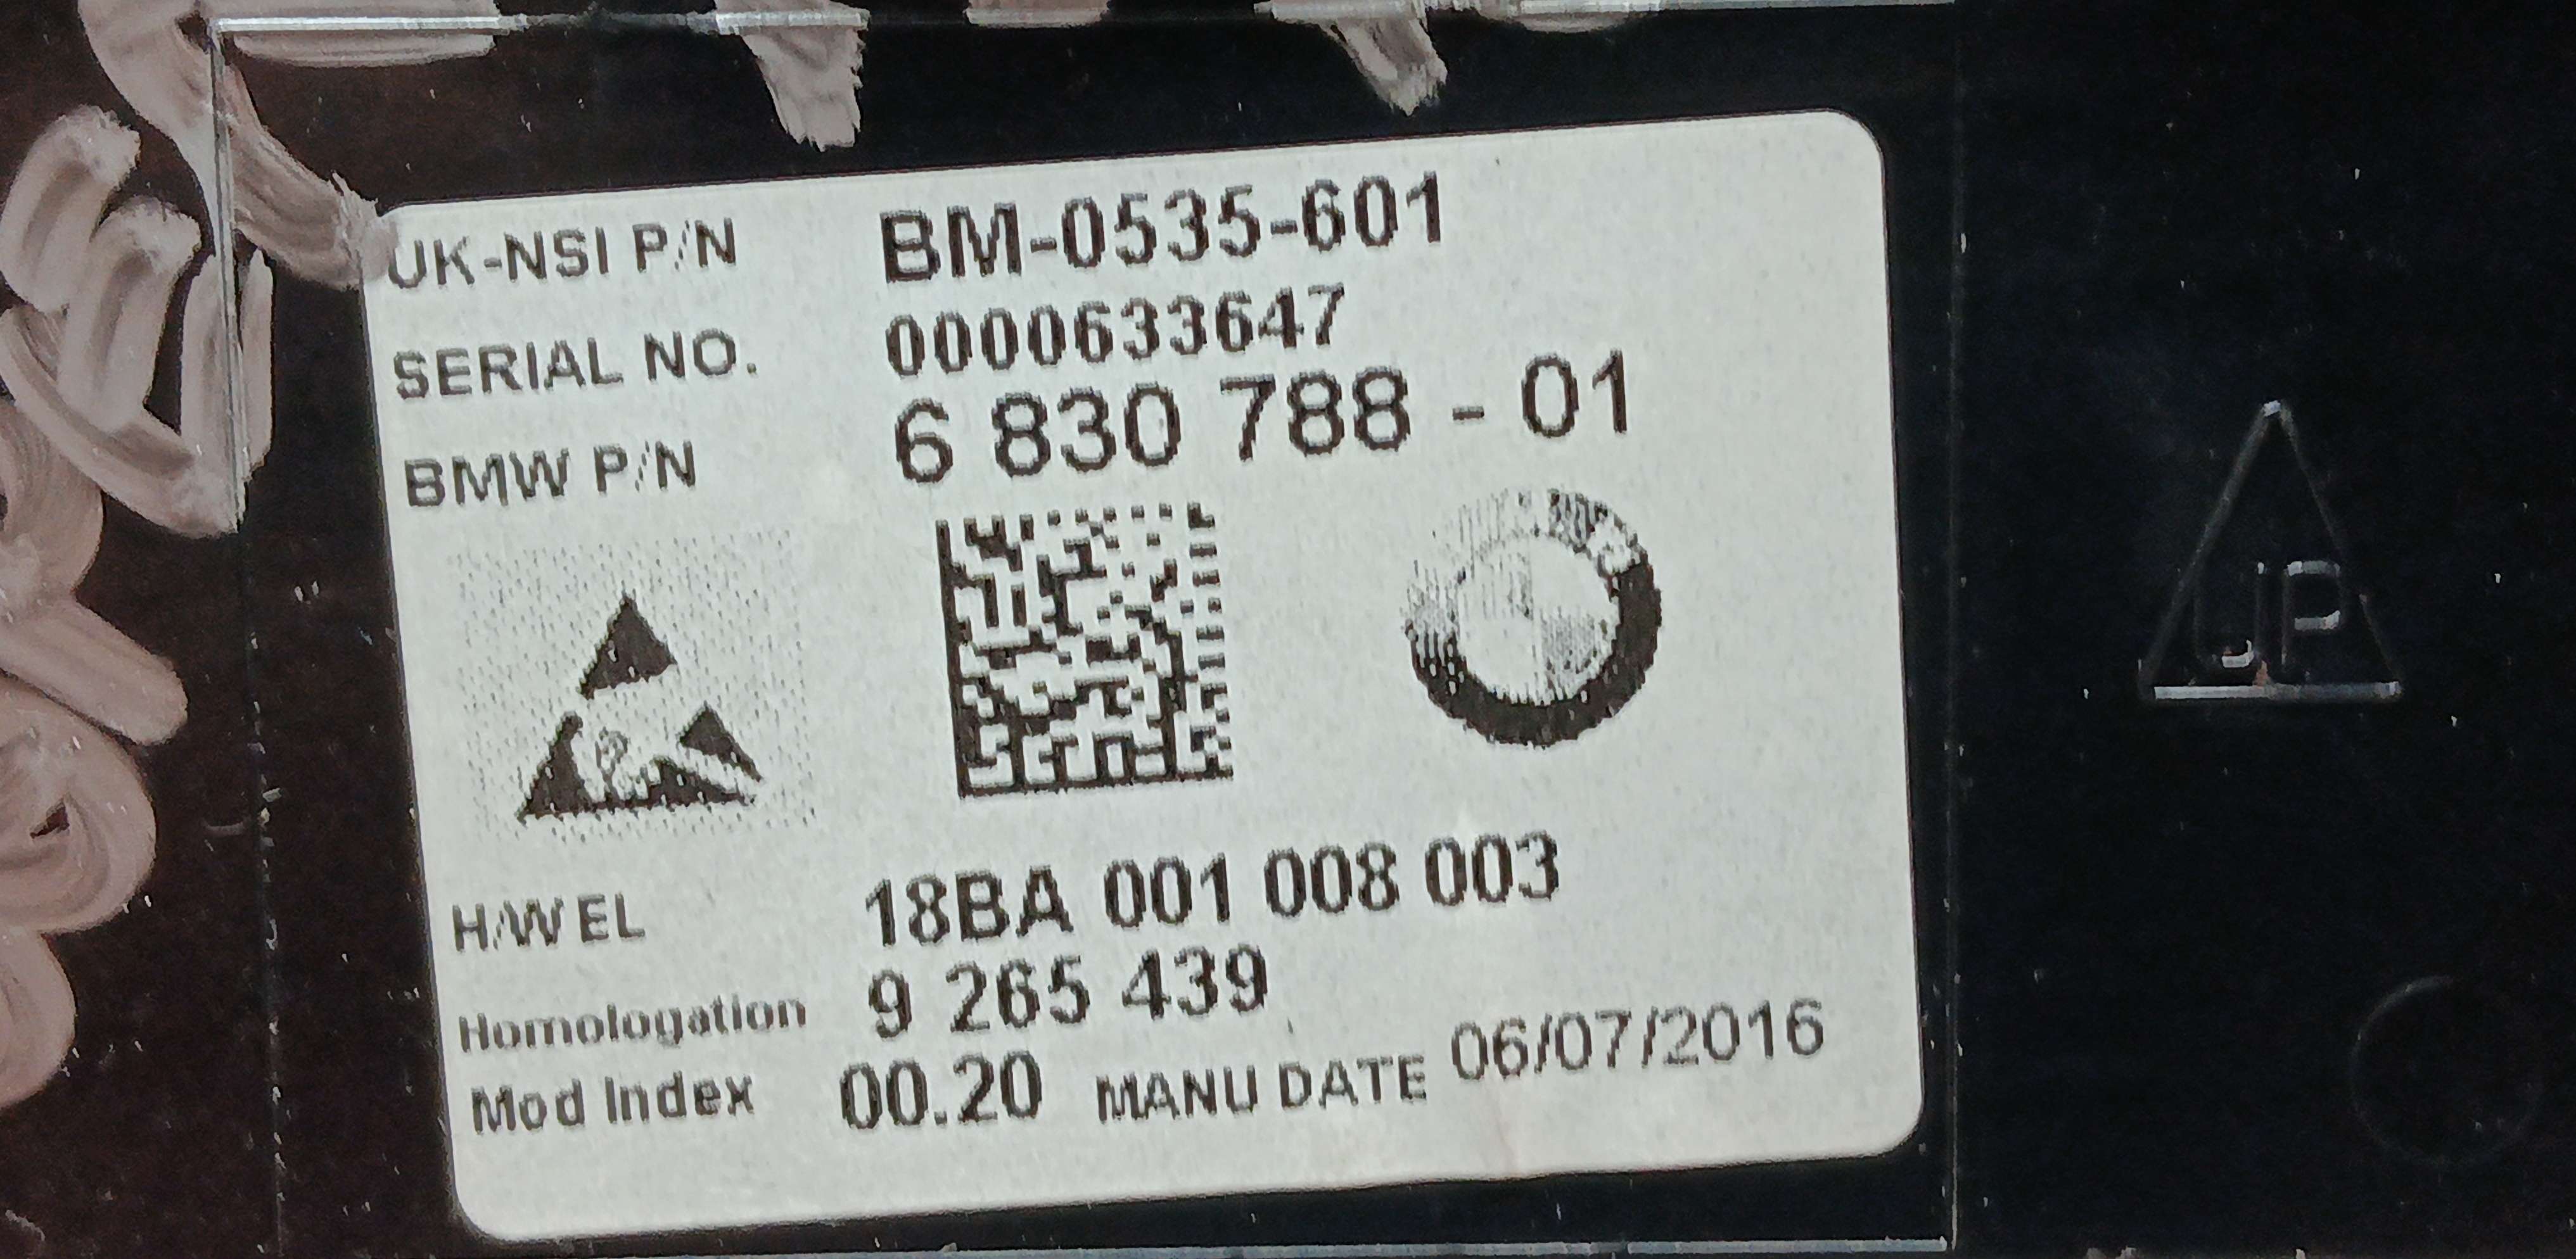 UK-NSI P/N BM-0535-601
SERIAL NO. 0000633647
BMW P/N 6 830 788 - 01
H/W EL 18BA 001 008 003
Homologation 9 265 439
Mod Index 00.20 MANU DATE 06/07/2016
UP